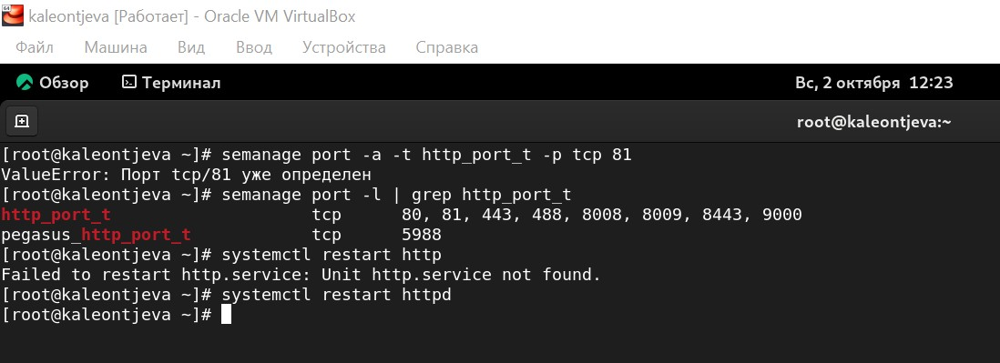 64
kaleontjeva [Работает] - Oracle VM VirtualBox
Файл Машина Вид Ввод Устройства Справка
Обзор Терминал Вс, 2 октября 12:23
root@kaleontjeva:~
[root@kaleontjeva ~]# semanage port -a -t http_port_t -p tcp 81
ValueError: Порт tcp/81 уже определен
[root@kaleontjeva ~]# semanage port -l | grep http_port_t
http_port_t tcp 80, 81, 443, 488, 8008, 8009, 8443, 9000
pegasus_http_port_t tcp 5988
[root@kaleontjeva ~]# systemctl restart http
Failed to restart http.service: Unit http.service not found.
[root@kaleontjeva ~]# systemctl restart httpd
[root@kaleontjeva ~]#